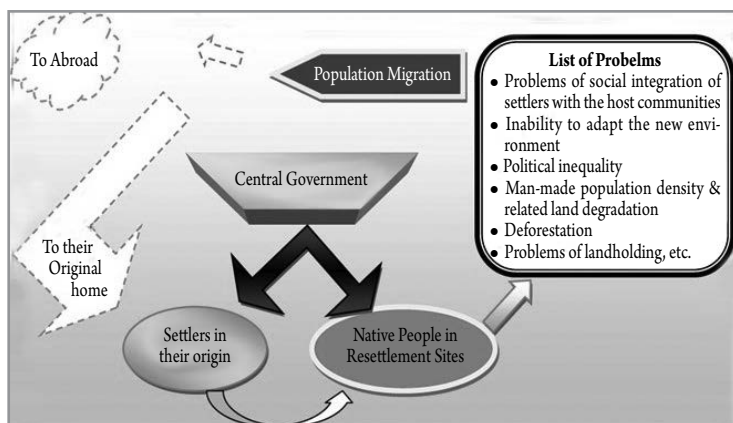 To Abroad
Population Migration
List of Probelms
● Problems of social integration of
settlers with the host communities
● Inability to adapt the new envi-
ronment
● Political inequality
● Man-made population density &
related land degradation
● Deforestation
● Problems of landholding, etc.
Central Government
To their
Original
home
Settlers in
their origin
Native People in
Resettlement Sites